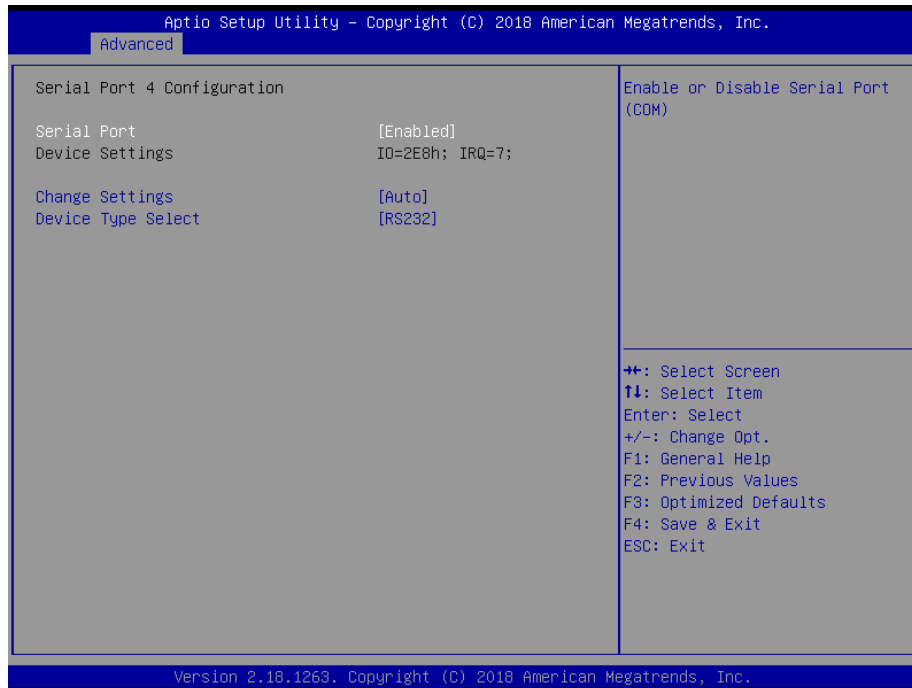 Aptio Setup Utility – Copyright (C) 2018 American Megatrends, Inc.
Advanced
Serial Port 4 Configuration
Serial Port [Enabled]
Device Settings IO=2E8h; IRQ=7;
Change Settings [Auto]
Device Type Select [RS232]
Enable or Disable Serial Port
(COM)
→←: Select Screen
↑↓: Select Item
Enter: Select
+/-: Change Opt.
F1: General Help
F2: Previous Values
F3: Optimized Defaults
F4: Save & Exit
ESC: Exit
Version 2.18.1263. Copyright (C) 2018 American Megatrends, Inc.